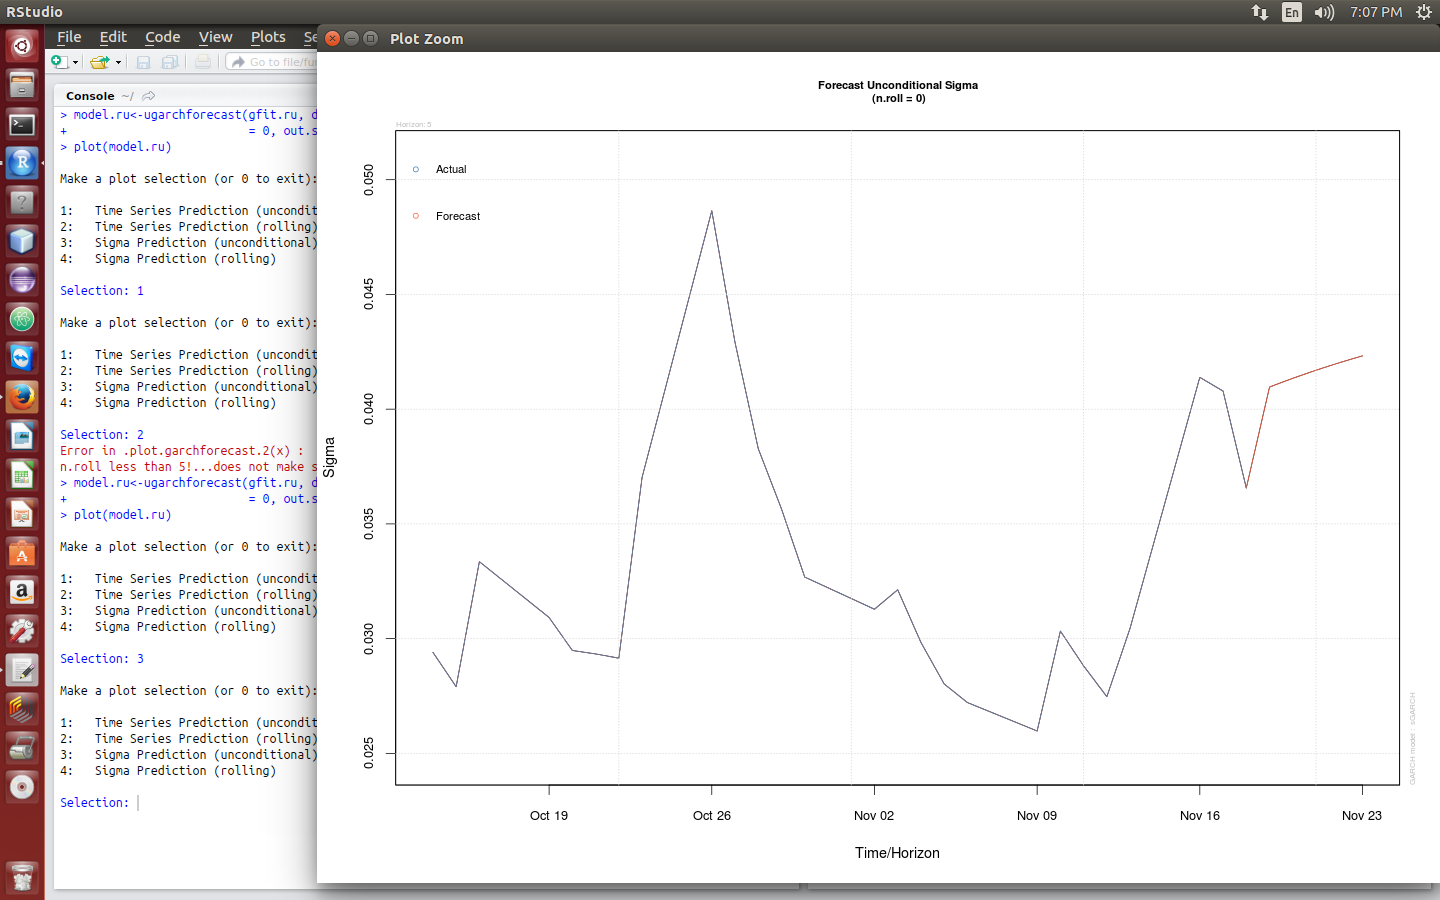 RStudio
En
7:07 PM
File Edit Code View Plots Se
Plot Zoom
Go to file/fu
Console ~/
> model.ru<-ugarchforecast(gfit.ru, d
+ = 0, out.s
> plot(model.ru)
Make a plot selection (or 0 to exit):
1: Time Series Prediction (uncondit
2: Time Series Prediction (rolling)
3: Sigma Prediction (unconditional)
4: Sigma Prediction (rolling)
Selection: 1
Make a plot selection (or 0 to exit):
1: Time Series Prediction (uncondit
2: Time Series Prediction (rolling)
3: Sigma Prediction (unconditional)
4: Sigma Prediction (rolling)
Selection: 2
Error in .plot.garchforecast.2(x) :
n.roll less than 5!...does not make s
> model.ru<-ugarchforecast(gfit.ru, d
+ = 0, out.s
> plot(model.ru)
Make a plot selection (or 0 to exit):
1: Time Series Prediction (uncondit
2: Time Series Prediction (rolling)
3: Sigma Prediction (unconditional)
4: Sigma Prediction (rolling)
Selection: 3
Make a plot selection (or 0 to exit):
1: Time Series Prediction (uncondit
2: Time Series Prediction (rolling)
3: Sigma Prediction (unconditional)
4: Sigma Prediction (rolling)
Selection:
Forecast Unconditional Sigma
(n.roll = 0)
Horizon: 5
Actual
Forecast
0.050
0.045
0.040
0.035
0.030
0.025
Sigma
Oct 19 Oct 26 Nov 02 Nov 09 Nov 16 Nov 23
Time/Horizon
GARCH model : sGARCH